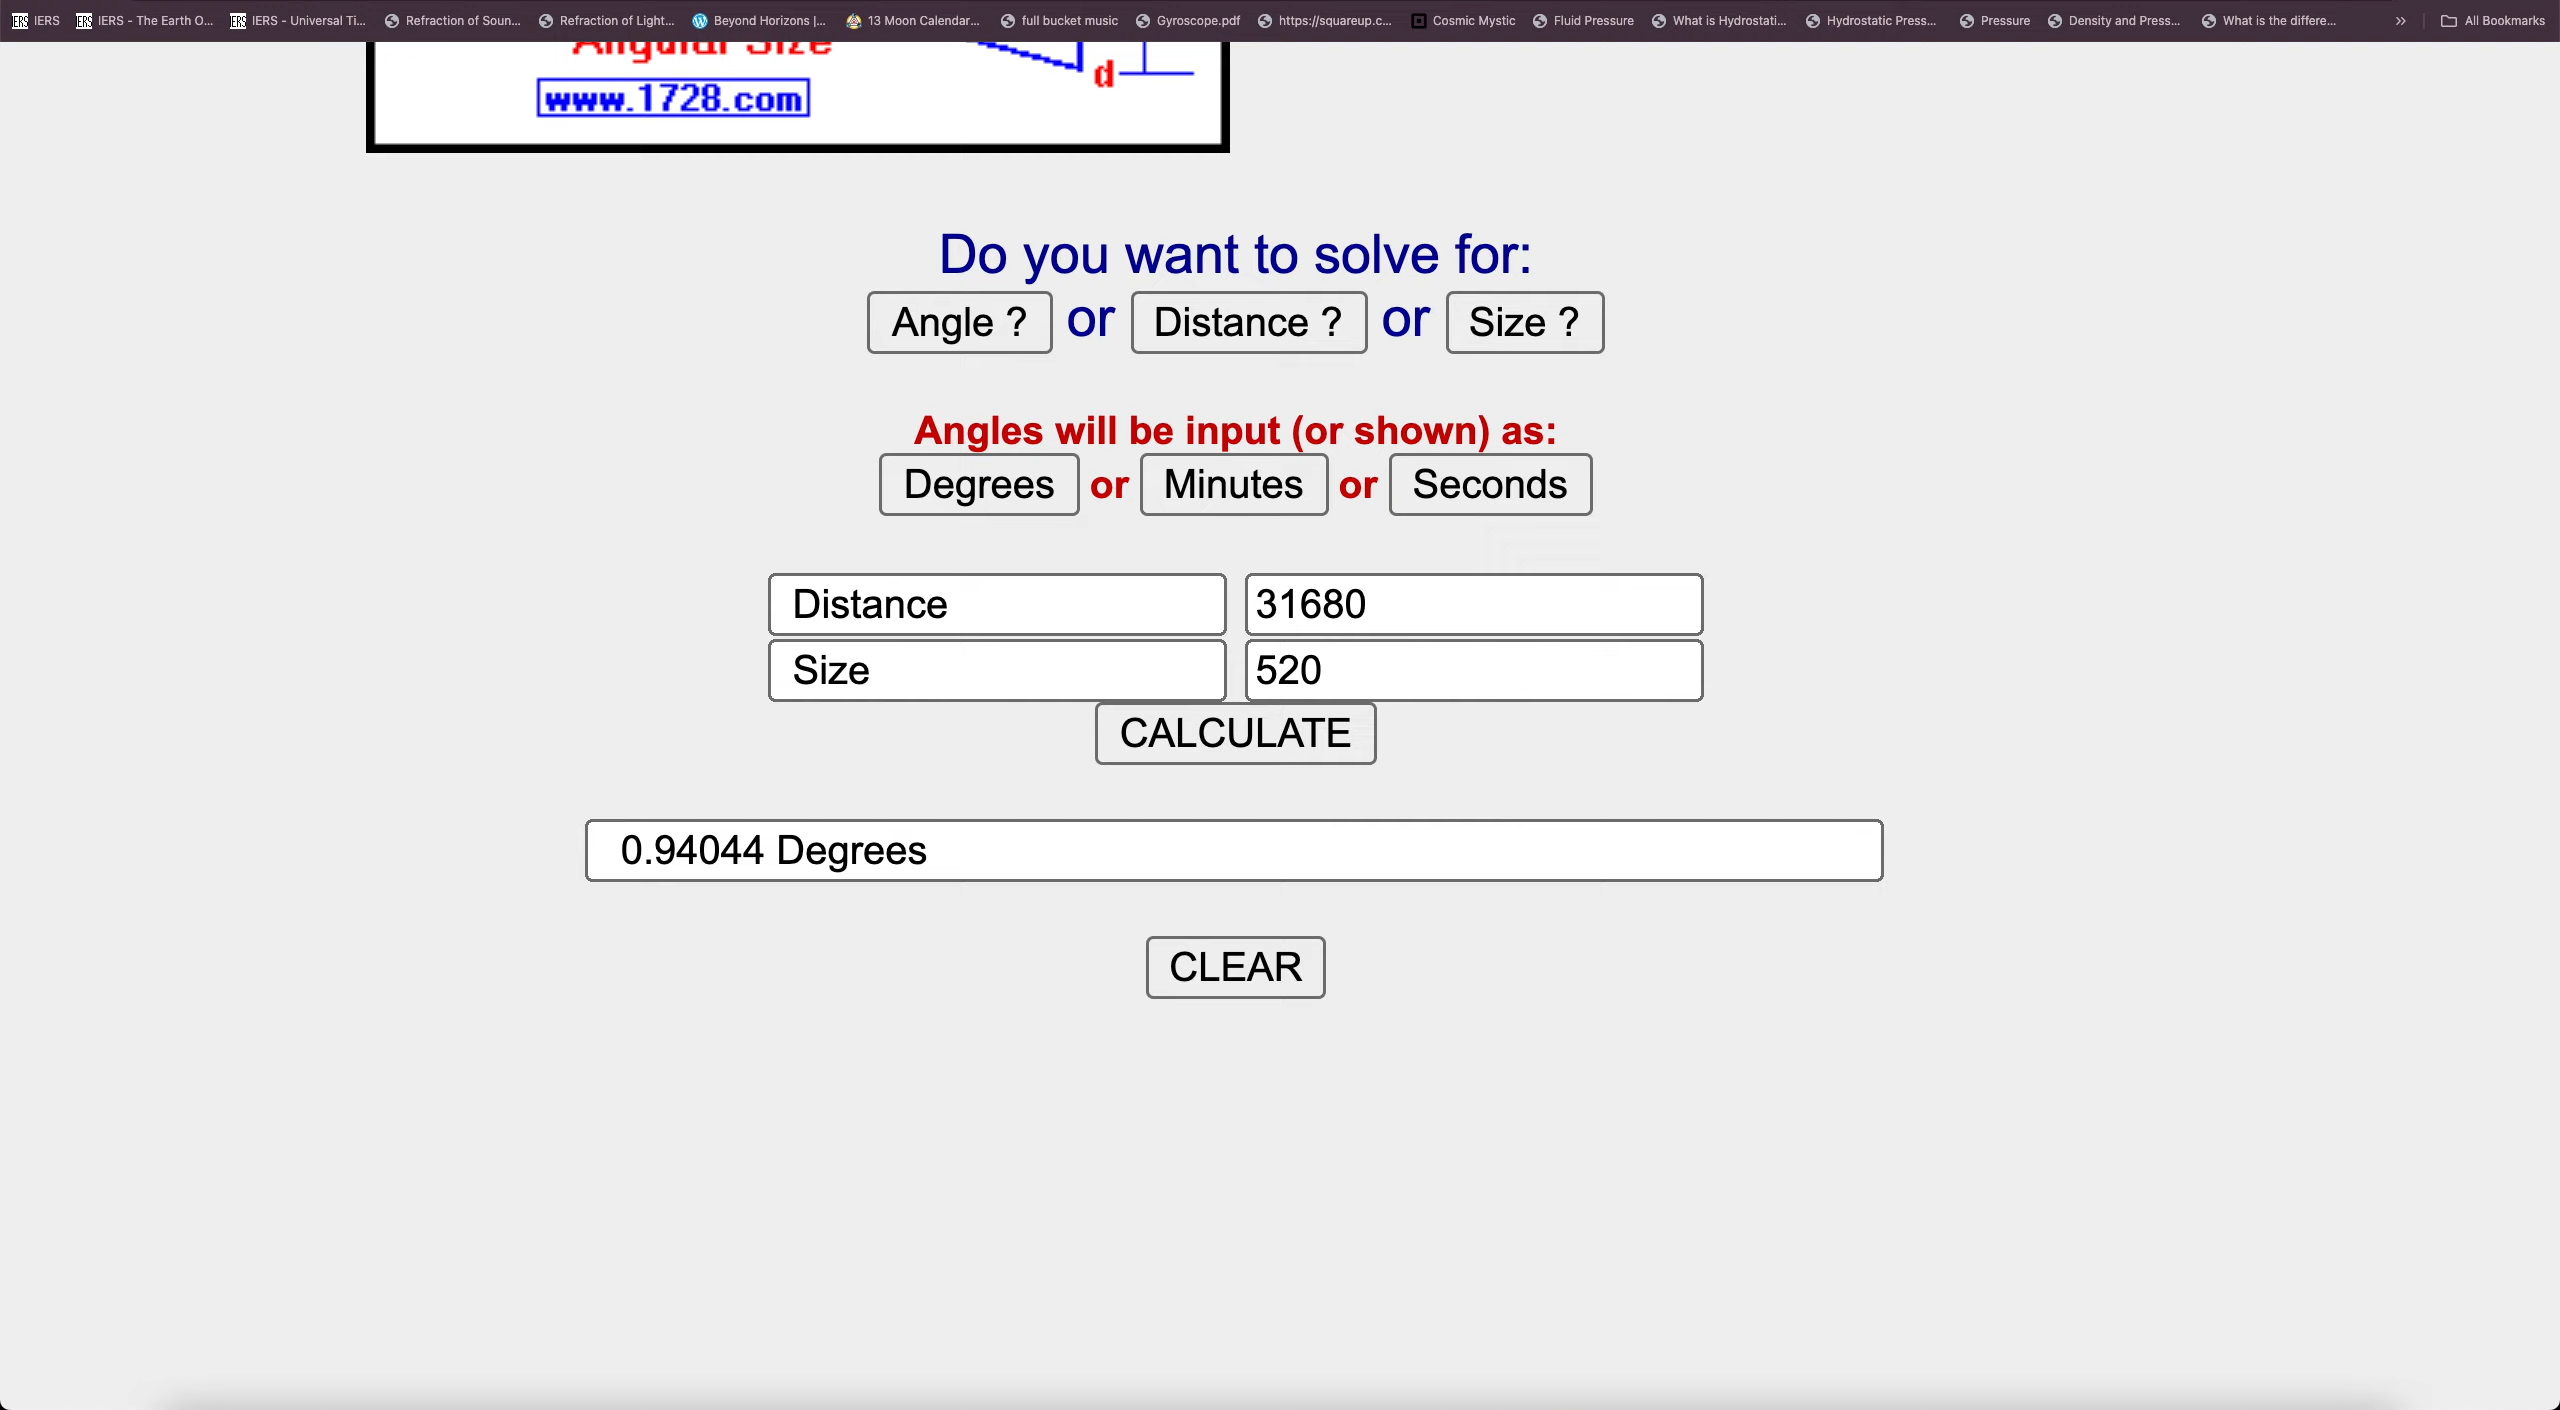 IERS IERS - The Earth O... IERS - Universal Ti... Refraction of Soun... Refraction of Light... Beyond Horizons |... 13 Moon Calendar... full bucket music Gyroscope.pdf https://squareup.c... Cosmic Mystic Fluid Pressure What is Hydrostati... Hydrostatic Press... Pressure Density and Press... What is the differe... » All Bookmarks
Angular Size
d
www.1728.com
Do you want to solve for:
Angle ? or Distance ? or Size ?
Angles will be input (or shown) as:
Degrees or Minutes or Seconds
Distance 31680
Size 520
CALCULATE
0.94044 Degrees
CLEAR